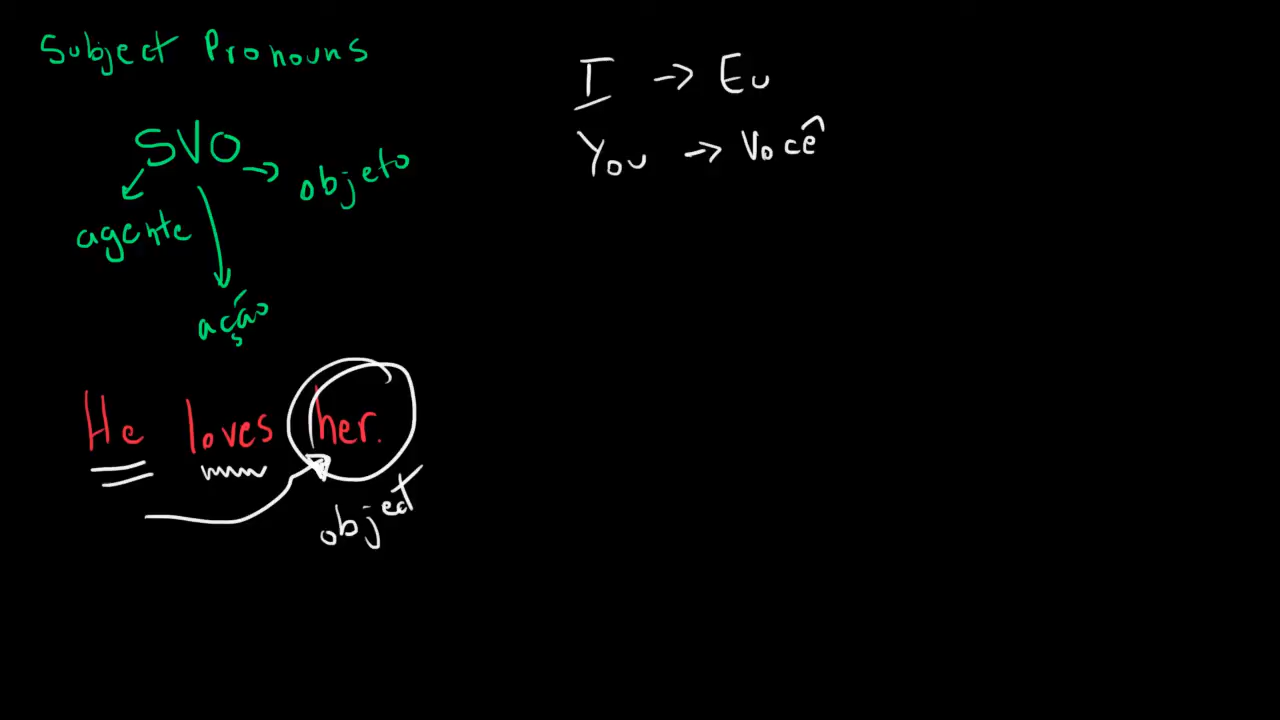 Subject Pronouns
SVO
agente
objeto
ação
He loves her.
object
I → Eu
You → Você